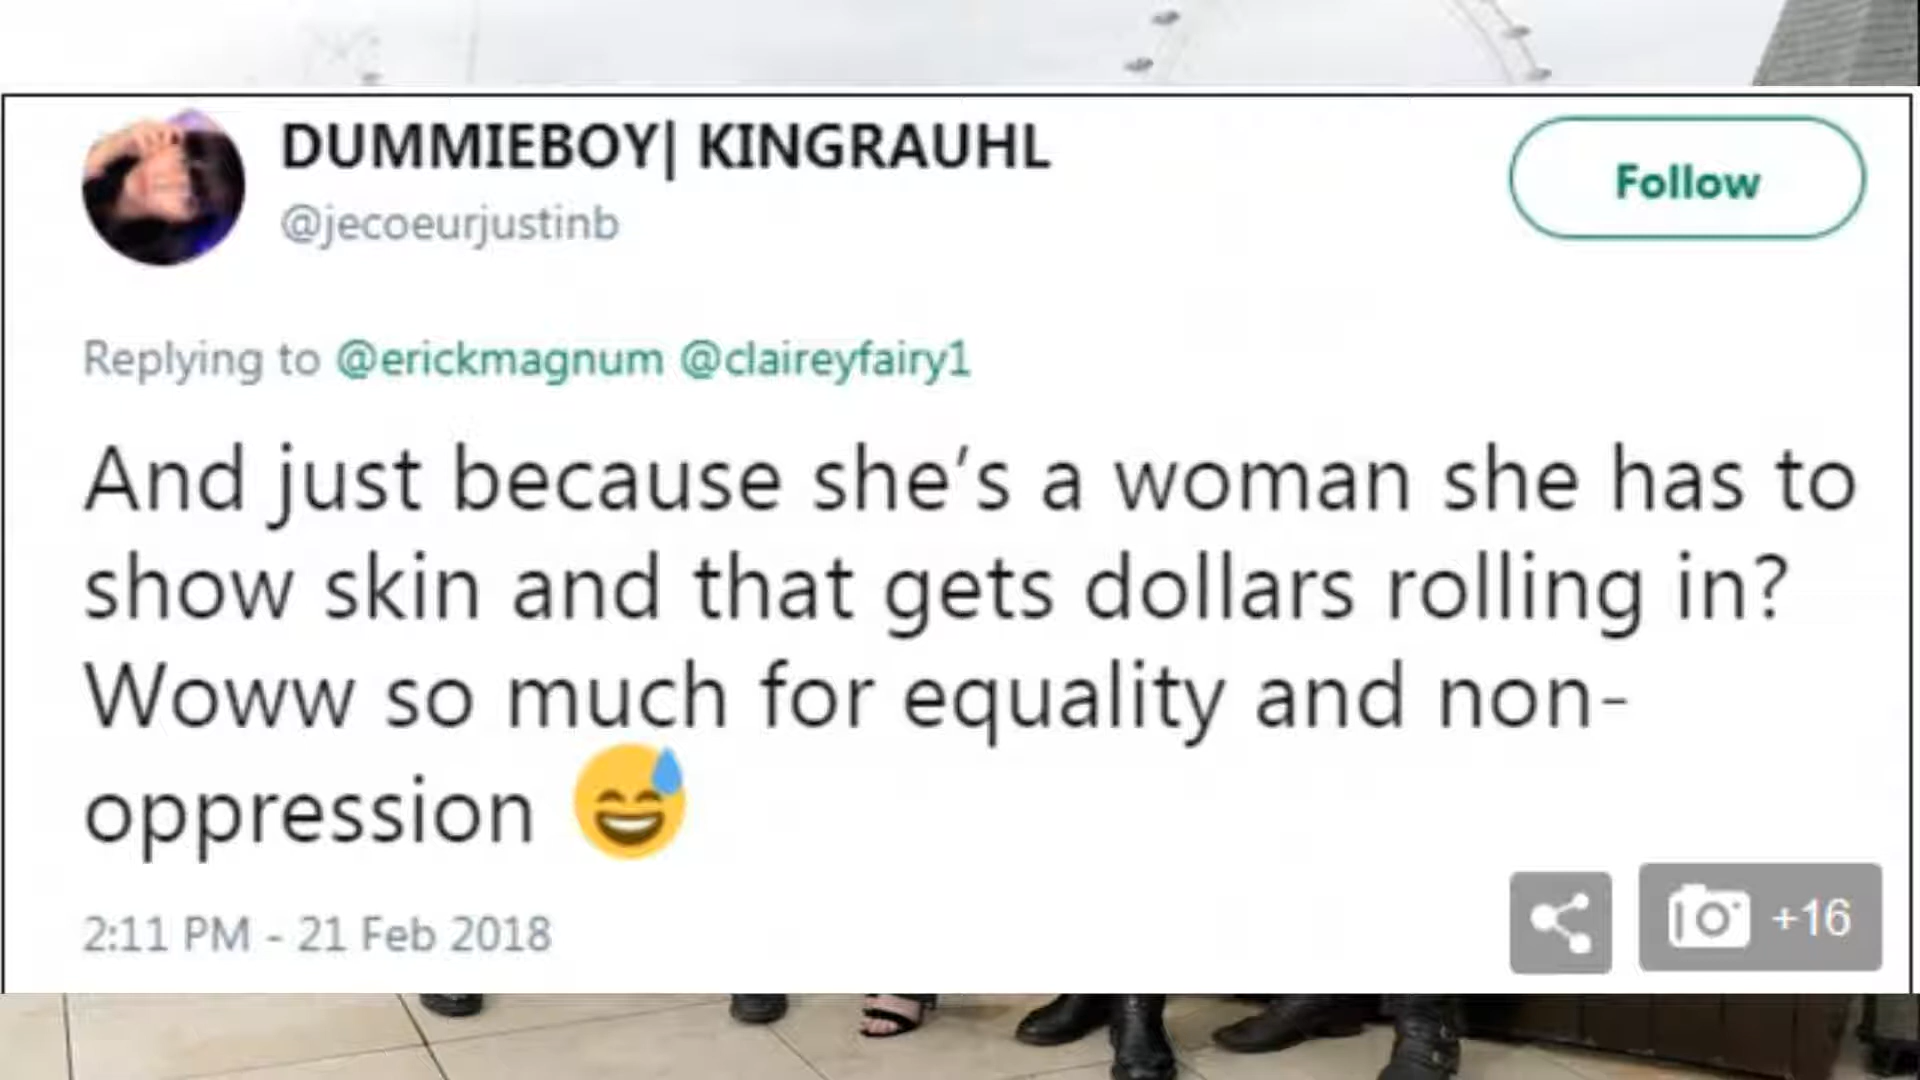 DUMMIEBOY| KINGRAUHL
@jecoeurjustinb
Follow
Replying to @erickmagnum @claireyfairy1
And just because she's a woman she has to
show skin and that gets dollars rolling in?
Woww so much for equality and non-
oppression 😅
2:11 PM - 21 Feb 2018
+16